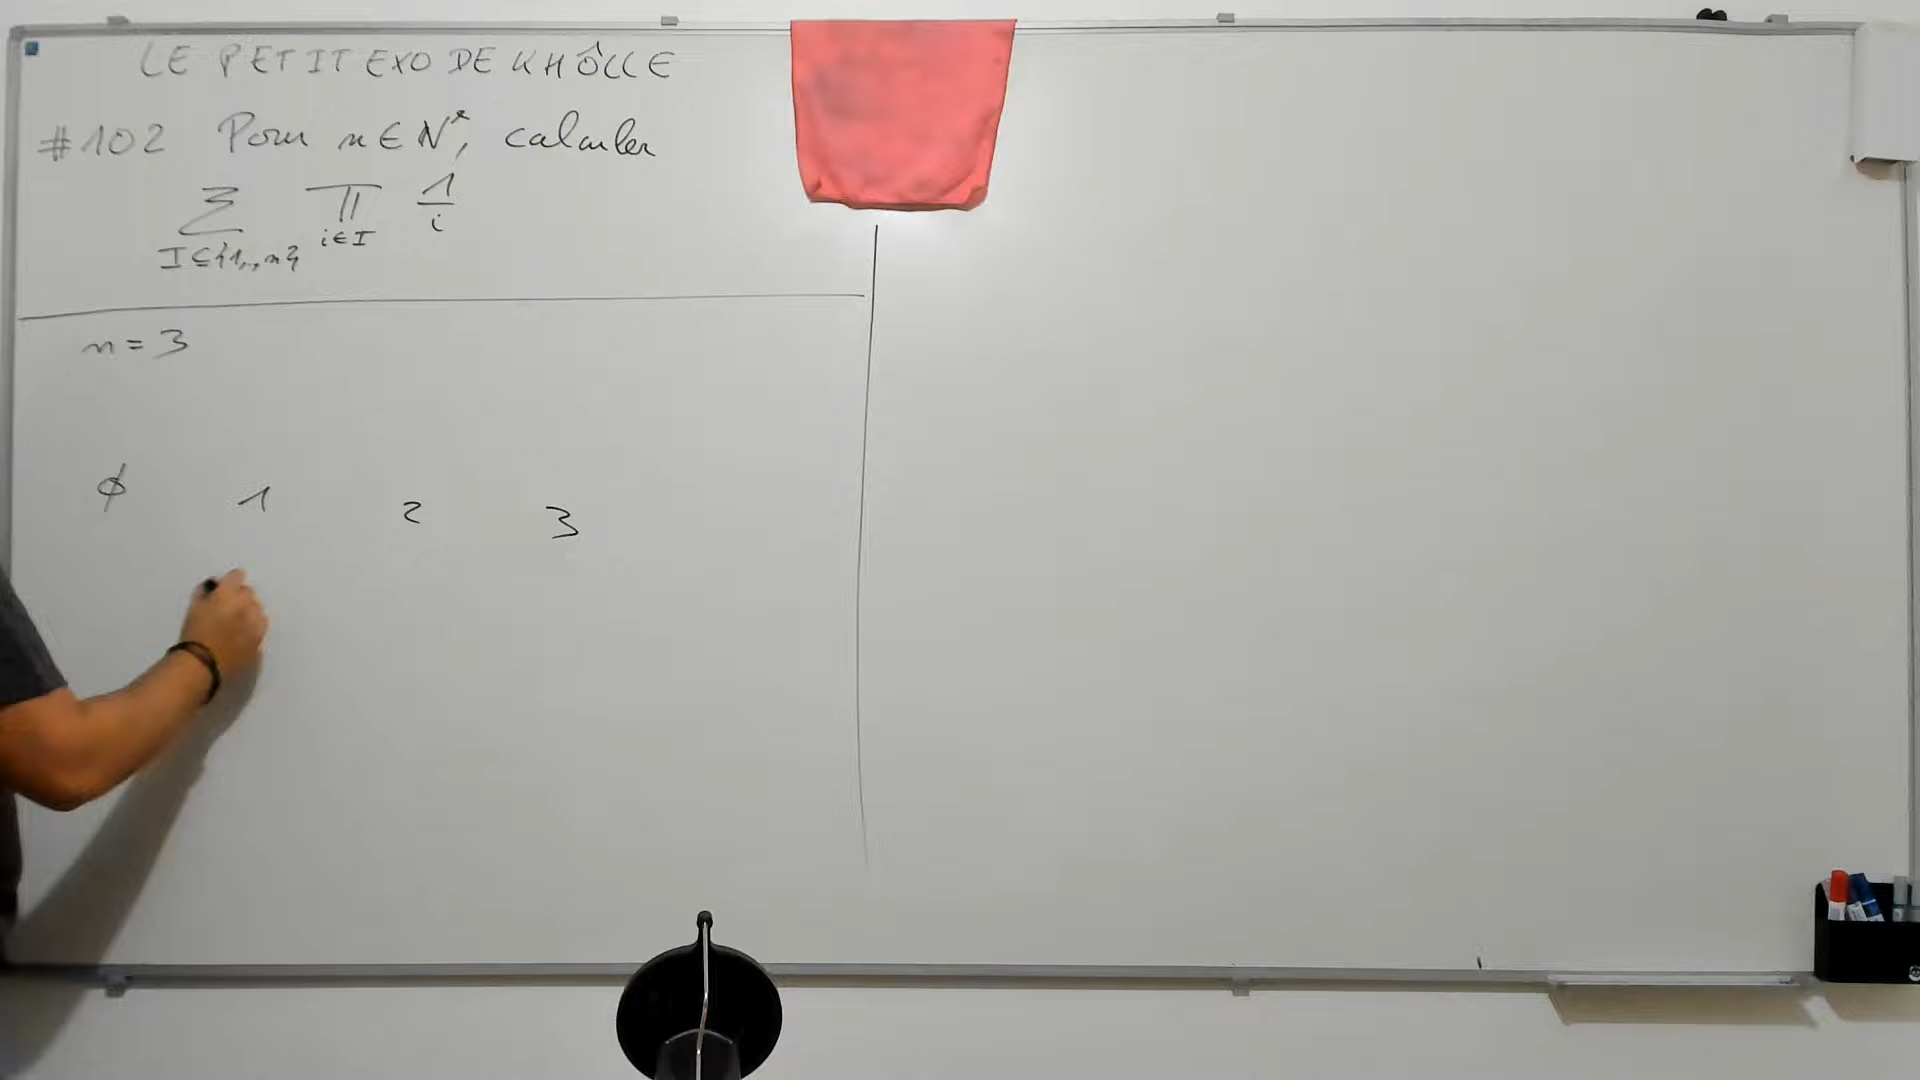 LE PETIT EXO DE KHÔLLE
#102 Pour n ∈ N*, calculer
∑ ∏ 1/i
I⊆{1,..,n} i∈I
n = 3
∅ 1 2 3